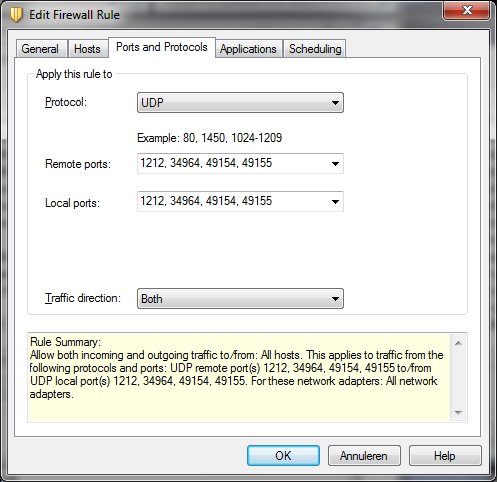 Edit Firewall Rule
General
Hosts
Ports and Protocols
Applications
Scheduling
Apply this rule to
Protocol:
UDP
Example: 80, 1450, 1024-1209
Remote ports:
1212, 34964, 49154, 49155
Local ports:
1212, 34964, 49154, 49155
Traffic direction:
Both
Rule Summary:
Allow both incoming and outgoing traffic to/from: All hosts. This applies to traffic from the
following protocols and ports: UDP remote port(s) 1212, 34964, 49154, 49155 to/from
UDP local port(s) 1212, 34964, 49154, 49155. For these network adapters: All network
adapters.
OK
Annuleren
Help